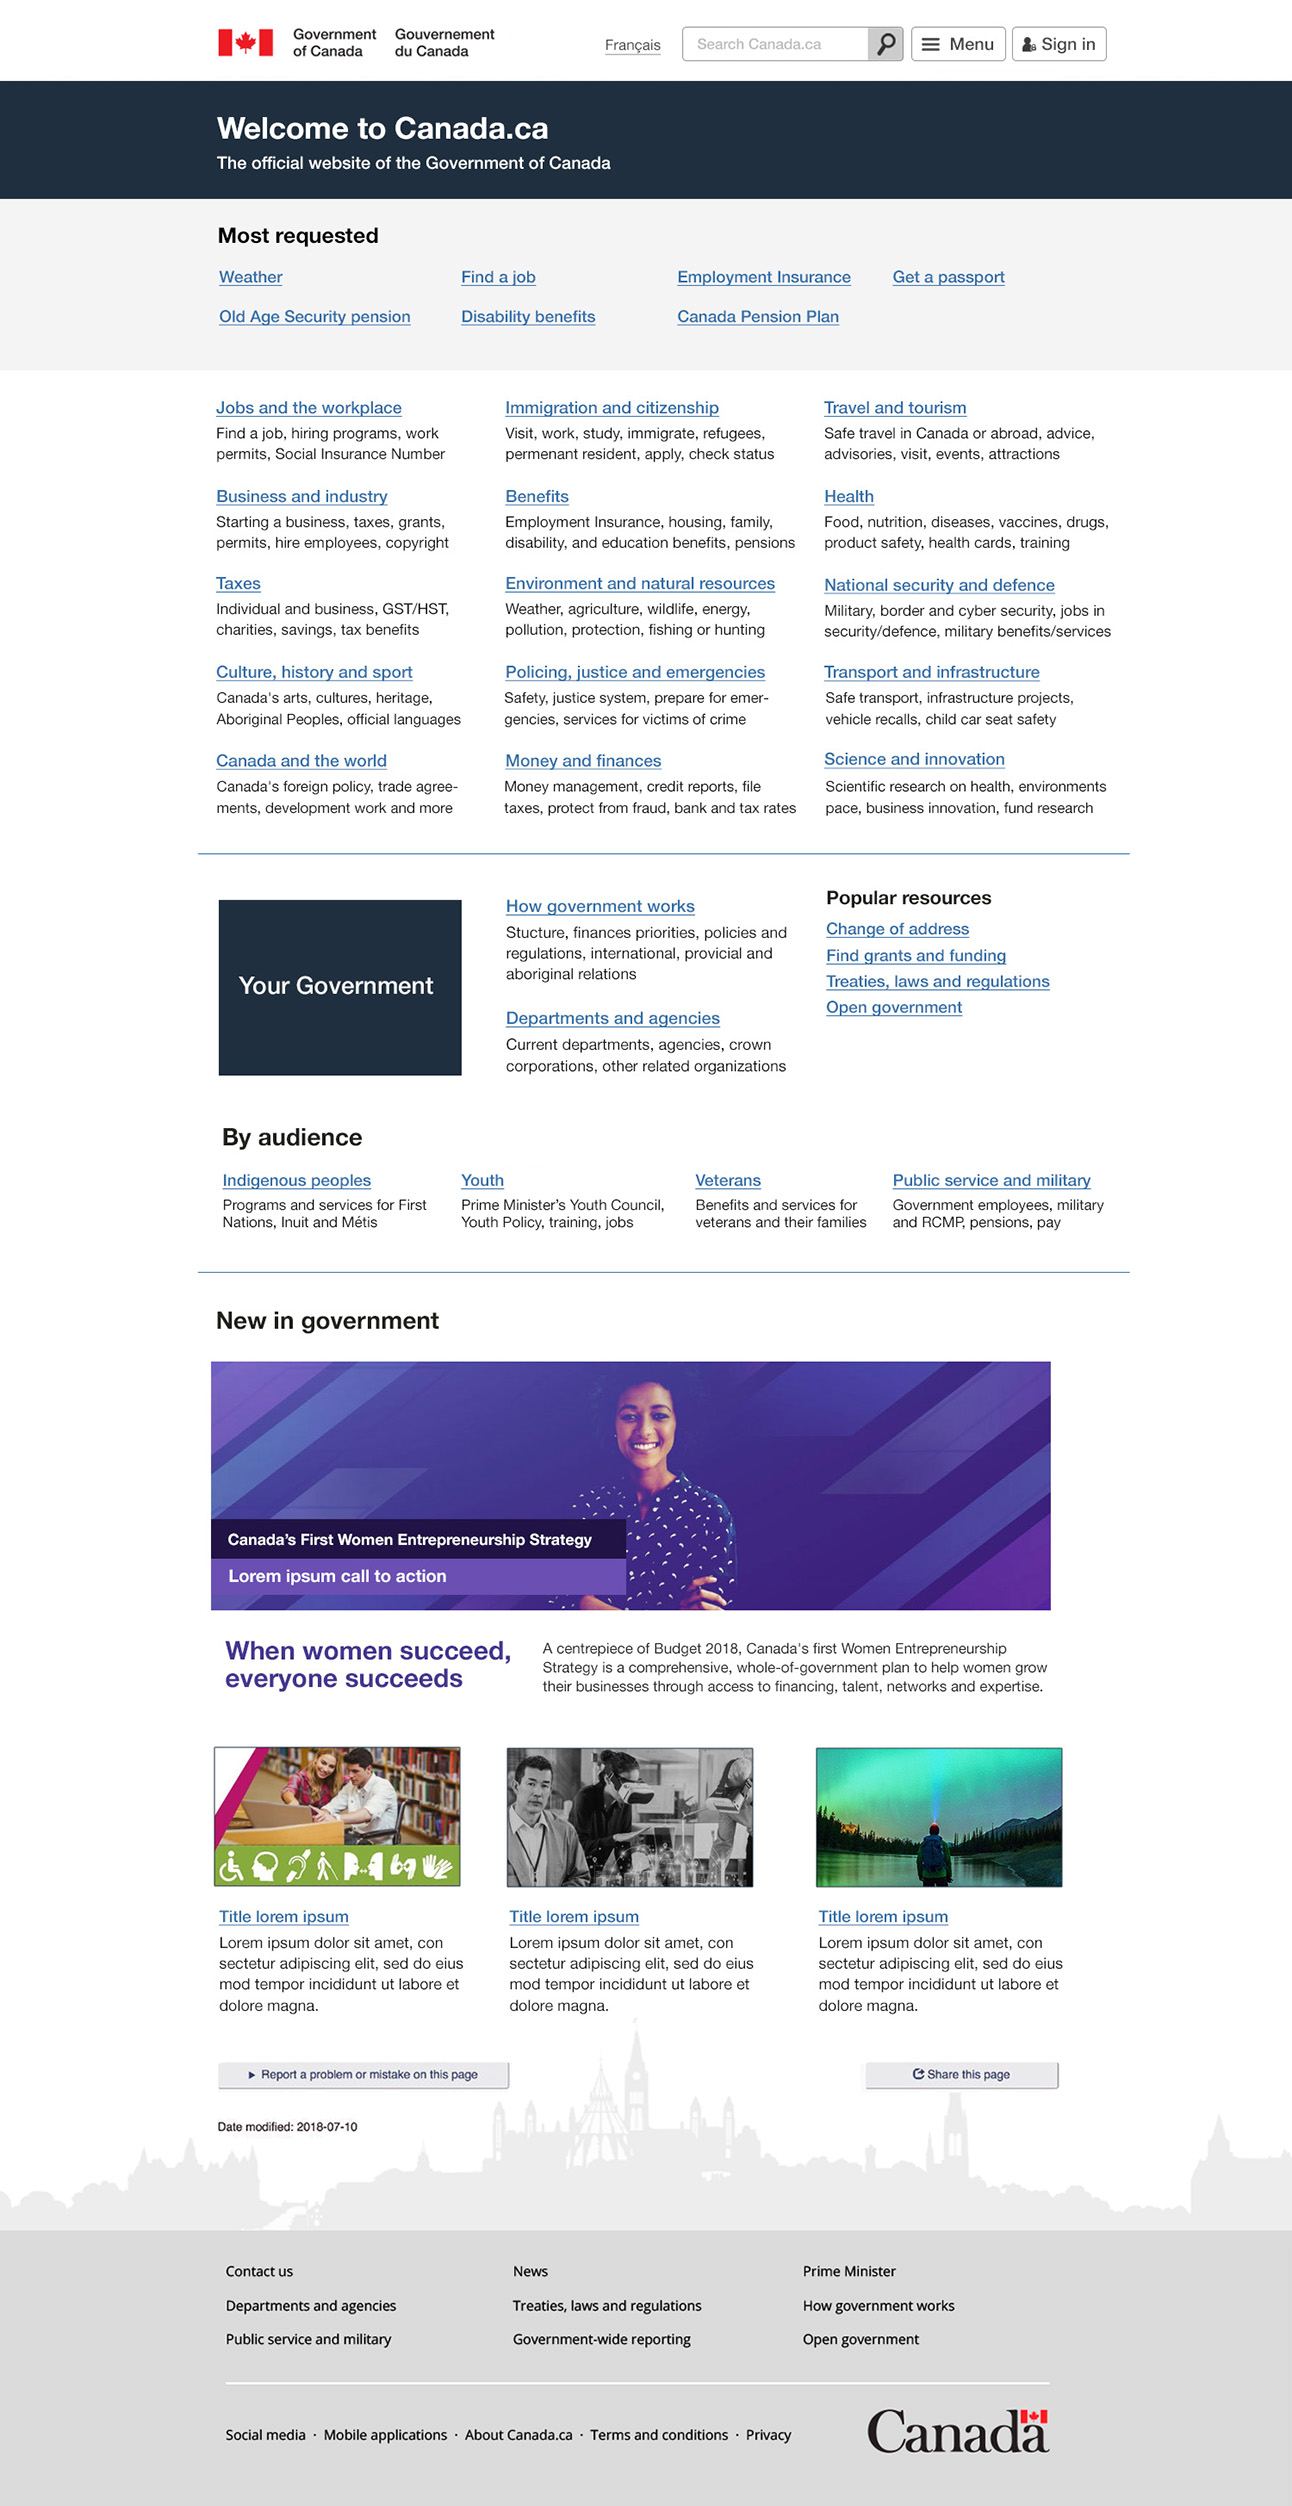 Government
of Canada
Gouvernement
du Canada
Français
Search Canada.ca
Menu
Sign in
Welcome to Canada.ca
The official website of the Government of Canada
Most requested
Weather
Find a job
Employment Insurance
Get a passport
Old Age Security pension
Disability benefits
Canada Pension Plan
Jobs and the workplace
Find a job, hiring programs, work
permits, Social Insurance Number
Immigration and citizenship
Visit, work, study, immigrate, refugees,
permenant resident, apply, check status
Travel and tourism
Safe travel in Canada or abroad, advice,
advisories, visit, events, attractions
Business and industry
Starting a business, taxes, grants,
permits, hire employees, copyright
Benefits
Employment Insurance, housing, family,
disability, and education benefits, pensions
Health
Food, nutrition, diseases, vaccines, drugs,
product safety, health cards, training
Taxes
Individual and business, GST/HST,
charities, savings, tax benefits
Environment and natural resources
Weather, agriculture, wildlife, energy,
pollution, protection, fishing or hunting
National security and defence
Military, border and cyber security, jobs in
security/defence, military benefits/services
Culture, history and sport
Canada's arts, cultures, heritage,
Aboriginal Peoples, official languages
Policing, justice and emergencies
Safety, justice system, prepare for emer-
gencies, services for victims of crime
Transport and infrastructure
Safe transport, infrastructure projects,
vehicle recalls, child car seat safety
Canada and the world
Canada's foreign policy, trade agree-
ments, development work and more
Money and finances
Money management, credit reports, file
taxes, protect from fraud, bank and tax rates
Science and innovation
Scientific research on health, environments
pace, business innovation, fund research
Your Government
How government works
Stucture, finances priorities, policies and
regulations, international, provicial and
aboriginal relations
Departments and agencies
Current departments, agencies, crown
corporations, other related organizations
Popular resources
Change of address
Find grants and funding
Treaties, laws and regulations
Open government
By audience
Indigenous peoples
Programs and services for First
Nations, Inuit and Métis
Youth
Prime Minister's Youth Council,
Youth Policy, training, jobs
Veterans
Benefits and services for
veterans and their families
Public service and military
Government employees, military
and RCMP, pensions, pay
New in government
Canada's First Women Entrepreneurship Strategy
Lorem ipsum call to action
When women succeed,
everyone succeeds
A centrepiece of Budget 2018, Canada's first Women Entrepreneurship
Strategy is a comprehensive, whole-of-government plan to help women grow
their businesses through access to financing, talent, networks and expertise.
Title lorem ipsum
Lorem ipsum dolor sit amet, con
sectetur adipiscing elit, sed do eius
mod tempor incididunt ut labore et
dolore magna.
Title lorem ipsum
Lorem ipsum dolor sit amet, con
sectetur adipiscing elit, sed do eius
mod tempor incididunt ut labore et
dolore magna.
Title lorem ipsum
Lorem ipsum dolor sit amet, con
sectetur adipiscing elit, sed do eius
mod tempor incididunt ut labore et
dolore magna.
Report a problem or mistake on this page
Share this page
Date modified: 2018-07-10
Contact us
News
Prime Minister
Departments and agencies
Treaties, laws and regulations
How government works
Public service and military
Government-wide reporting
Open government
Social media · Mobile applications · About Canada.ca · Terms and conditions · Privacy
Canada